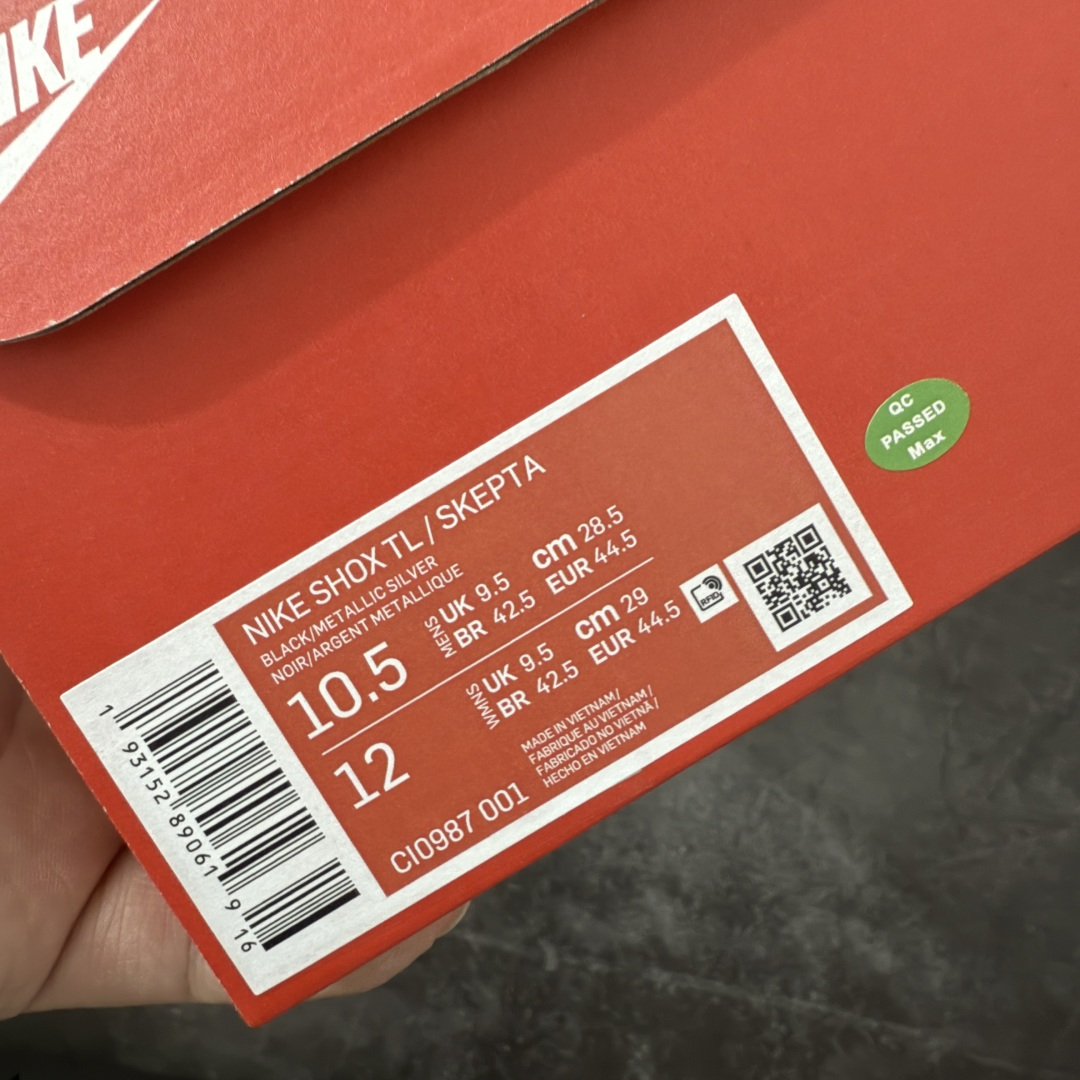 NIKE
NIKE SHOX TL / SKEPTA
BLACK/METALLIC SILVER
NOIR/ARGENT METALLIQUE
10.5
MENS
UK 9.5
cm 28.5
BR 42.5
EUR 44.5
12
WMNS
UK 9.5
cm 29
BR 42.5
EUR 44.5
RFID
MADE IN VIETNAM/
FABRIQUE AU VIETNAM/
FABRICADO NO VIETNÃ/
HECHO EN VIETNAM
CI0987 001
1 93152 89061 9 16
QC
PASSED
Max